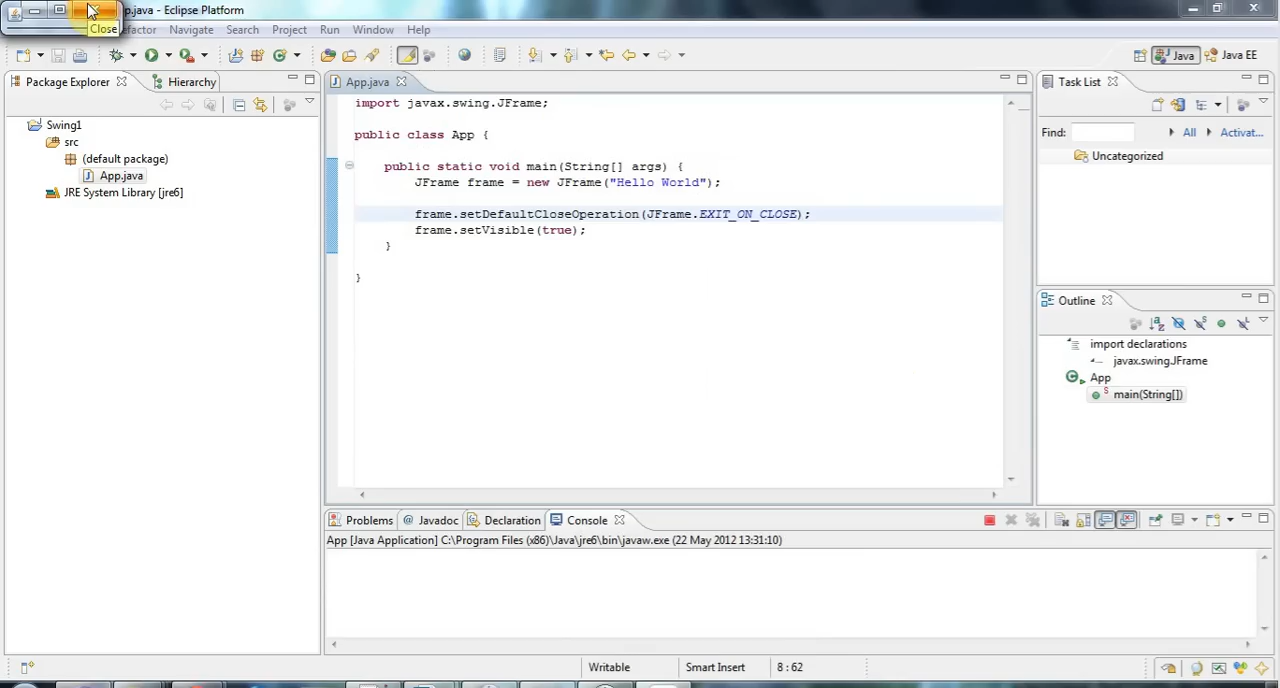 p.java - Eclipse Platform
Close
efactor Navigate Search Project Run Window Help
Java
Java EE
Package Explorer
Hierarchy
Swing1
src
(default package)
App.java
JRE System Library [jre6]
App.java
import javax.swing.JFrame;
public class App {
public static void main(String[] args) {
JFrame frame = new JFrame("Hello World");
frame.setDefaultCloseOperation(JFrame.EXIT_ON_CLOSE);
frame.setVisible(true);
}
}
Task List
Find:
All
Activat...
Uncategorized
Outline
import declarations
javax.swing.JFrame
App
S
main(String[])
Problems
@ Javadoc
Declaration
Console
App [Java Application] C:\Program Files (x86)\Java\jre6\bin\javaw.exe (22 May 2012 13:31:10)
Writable
Smart Insert
8 : 62